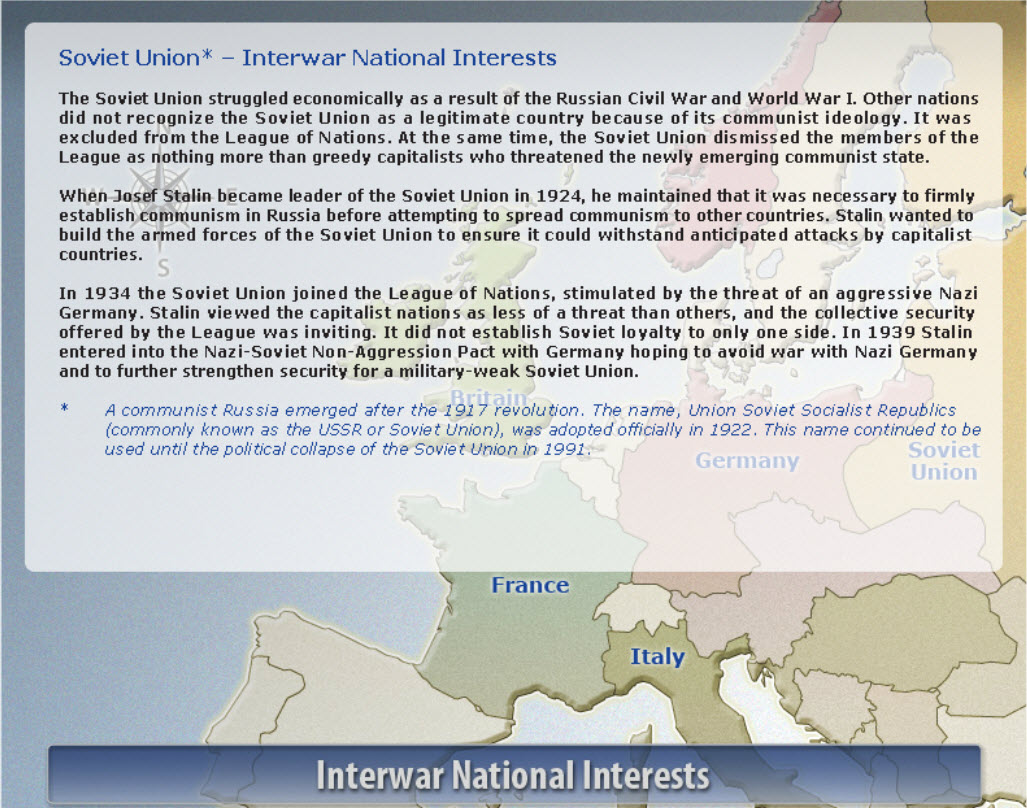 Soviet Union* – Interwar National Interests
The Soviet Union struggled economically as a result of the Russian Civil War and World War I. Other nations
did not recognize the Soviet Union as a legitimate country because of its communist ideology. It was
excluded from the League of Nations. At the same time, the Soviet Union dismissed the members of the
League as nothing more than greedy capitalists who threatened the newly emerging communist state.
When Josef Stalin became leader of the Soviet Union in 1924, he maintained that it was necessary to firmly
establish communism in Russia before attempting to spread communism to other countries. Stalin wanted to
build the armed forces of the Soviet Union to ensure it could withstand anticipated attacks by capitalist
countries.
In 1934 the Soviet Union joined the League of Nations, stimulated by the threat of an aggressive Nazi
Germany. Stalin viewed the capitalist nations as less of a threat than others, and the collective security
offered by the League was inviting. It did not establish Soviet loyalty to only one side. In 1939 Stalin
entered into the Nazi-Soviet Non-Aggression Pact with Germany hoping to avoid war with Nazi Germany
and to further strengthen security for a military-weak Soviet Union.
* A communist Russia emerged after the 1917 revolution. The name, Union Soviet Socialist Republics
(commonly known as the USSR or Soviet Union), was adopted officially in 1922. This name continued to be
used until the political collapse of the Soviet Union in 1991.
N
W
E
S
Britain
Germany
Soviet
Union
France
Italy
Interwar National Interests